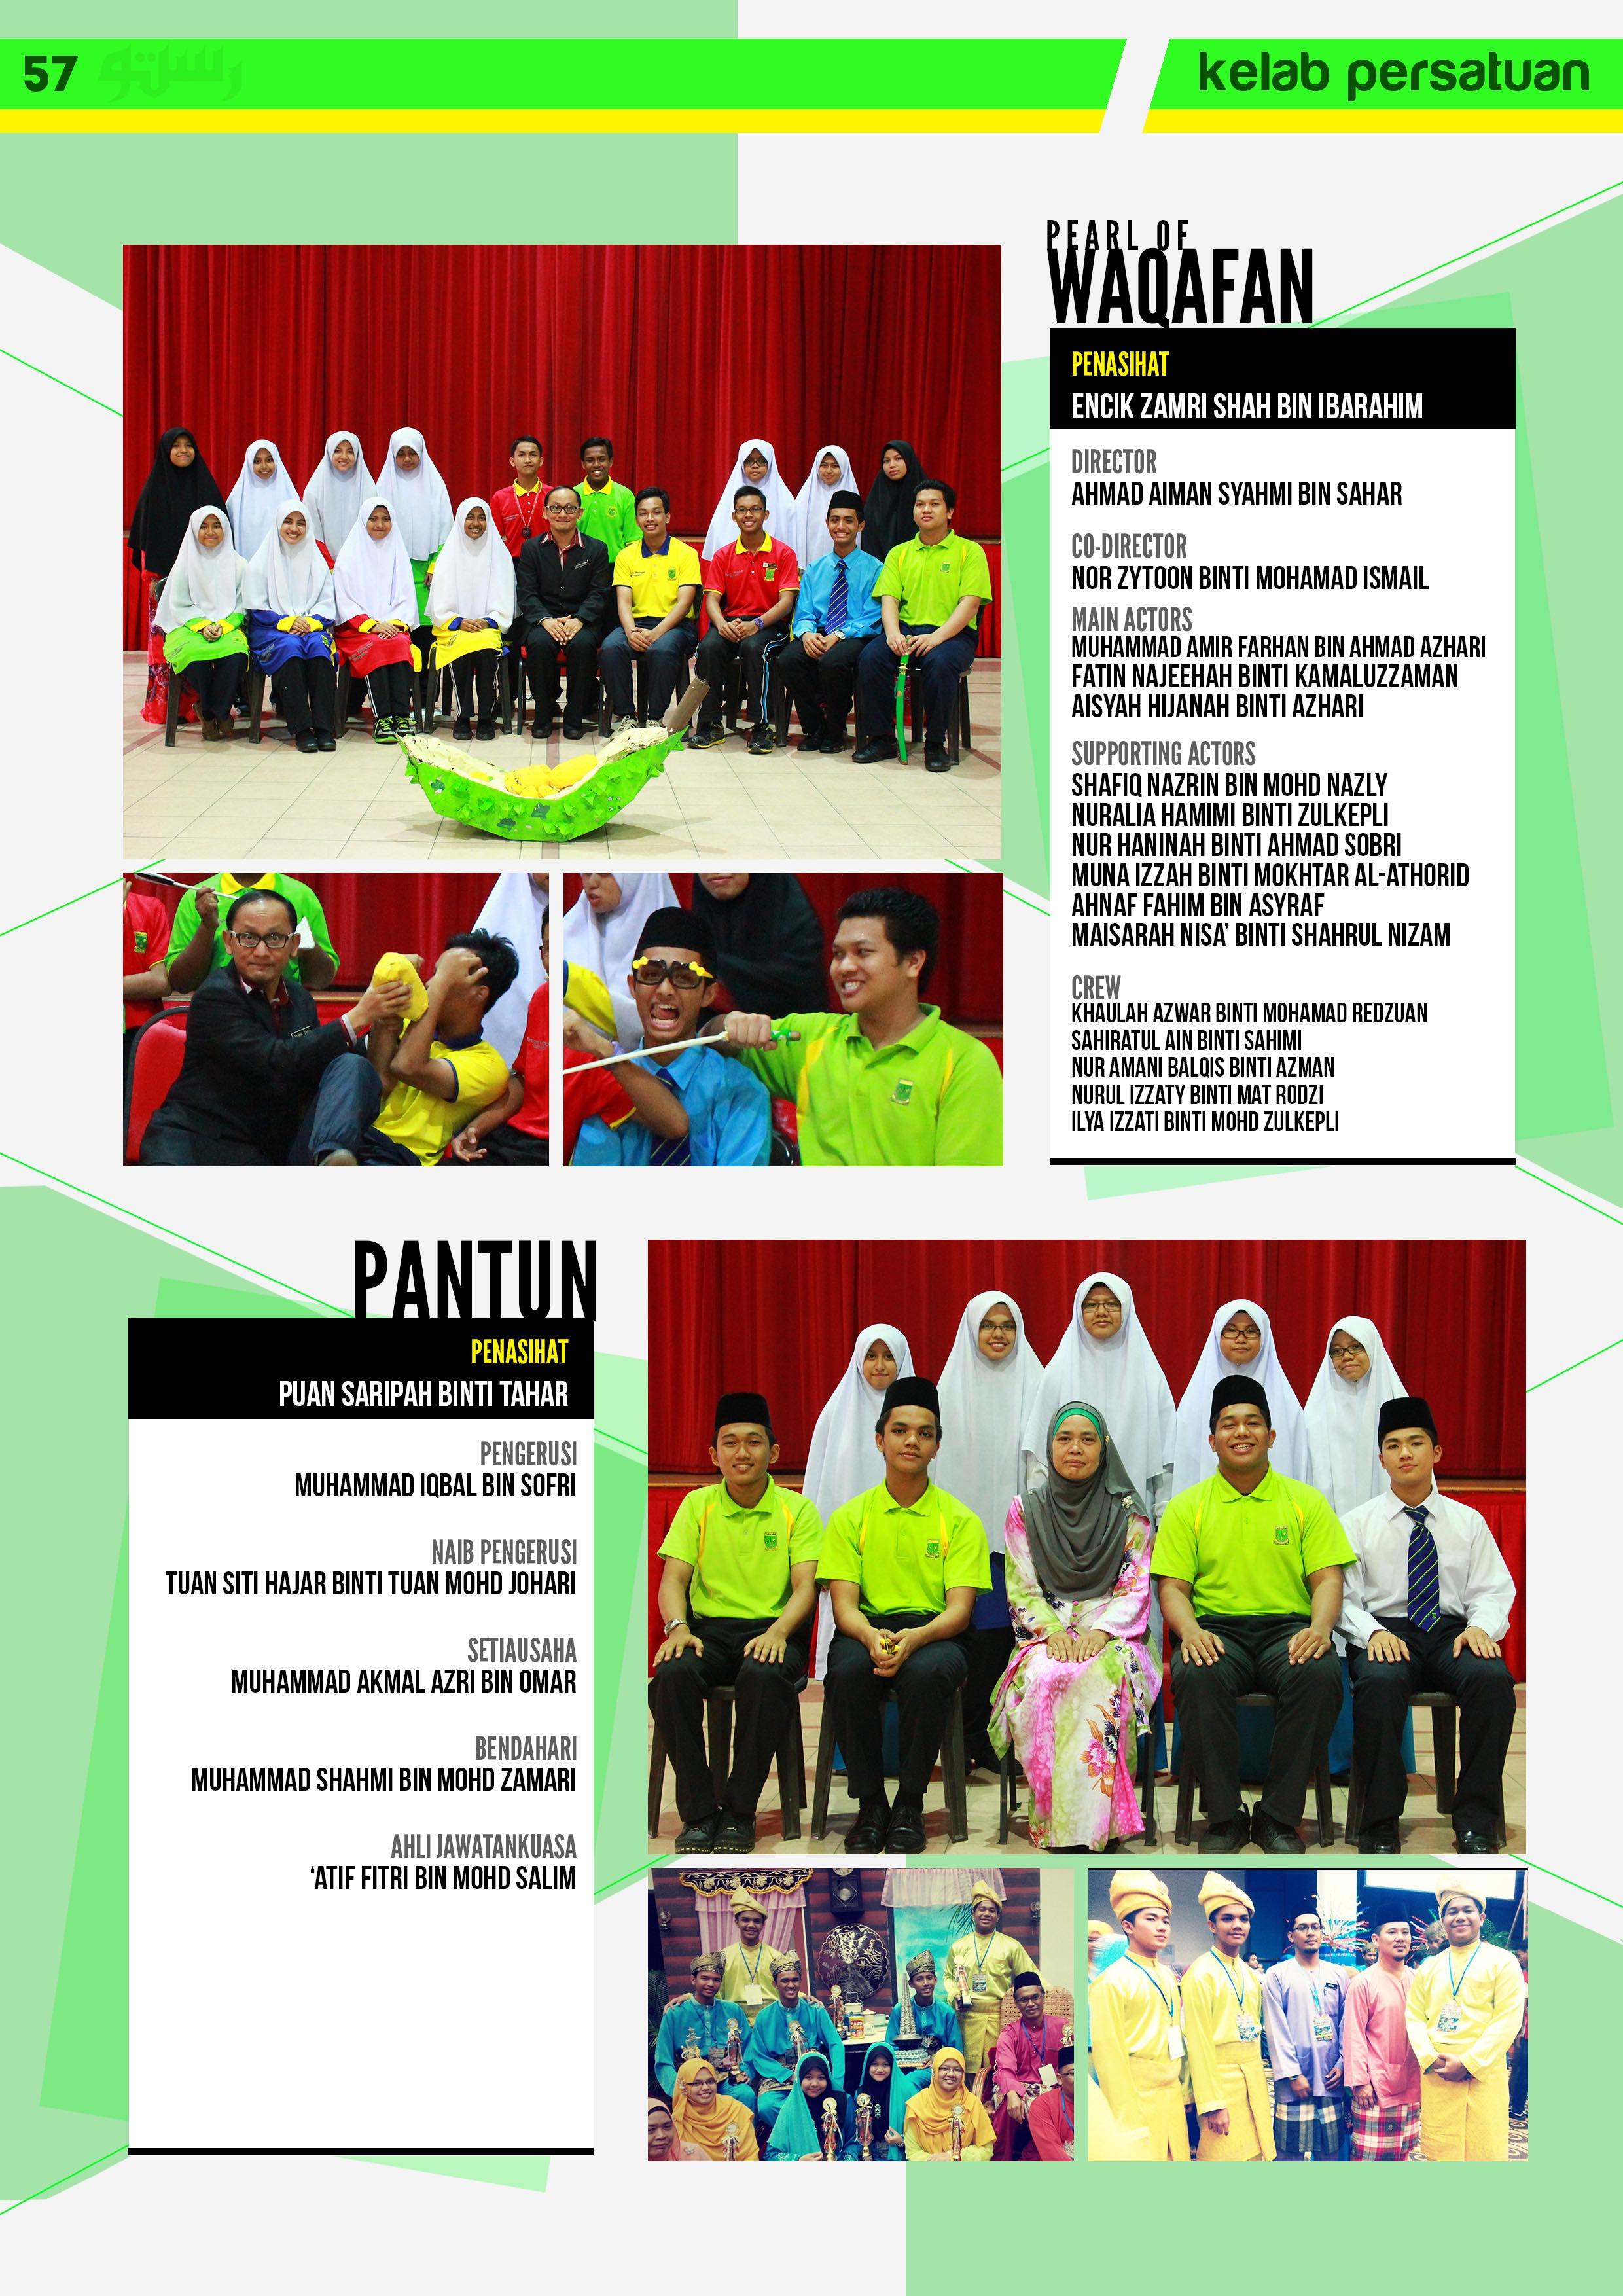 57 رستو
kelab persatuan
PEARL OF
WAQAFAN
PENASIHAT
ENCIK ZAMRI SHAH BIN IBARAHIM
DIRECTOR
AHMAD AIMAN SYAHMI BIN SAHAR
CO-DIRECTOR
NOR ZYTOON BINTI MOHAMAD ISMAIL
MAIN ACTORS
MUHAMMAD AMIR FARHAN BIN AHMAD AZHARI
FATIN NAJEEHAH BINTI KAMALUZZAMAN
AISYAH HIJANAH BINTI AZHARI
SUPPORTING ACTORS
SHAFIQ NAZRIN BIN MOHD NAZLY
NURALIA HAMIMI BINTI ZULKEPLI
NUR HANINAH BINTI AHMAD SOBRI
MUNA IZZAH BINTI MOKHTAR AL-ATHORID
AHNAF FAHIM BIN ASYRAF
MAISARAH NISA’ BINTI SHAHRUL NIZAM
CREW
KHAULAH AZWAR BINTI MOHAMAD REDZUAN
SAHIRATUL AIN BINTI SAHIMI
NUR AMANI BALQIS BINTI AZMAN
NURUL IZZATY BINTI MAT RODZI
ILYA IZZATI BINTI MOHD ZULKEPLI
PANTUN
PENASIHAT
PUAN SARIPAH BINTI TAHAR
PENGERUSI
MUHAMMAD IQBAL BIN SOFRI
NAIB PENGERUSI
TUAN SITI HAJAR BINTI TUAN MOHD JOHARI
SETIAUSAHA
MUHAMMAD AKMAL AZRI BIN OMAR
BENDAHARI
MUHAMMAD SHAHMI BIN MOHD ZAMARI
AHLI JAWATANKUASA
‘ATIF FITRI BIN MOHD SALIM